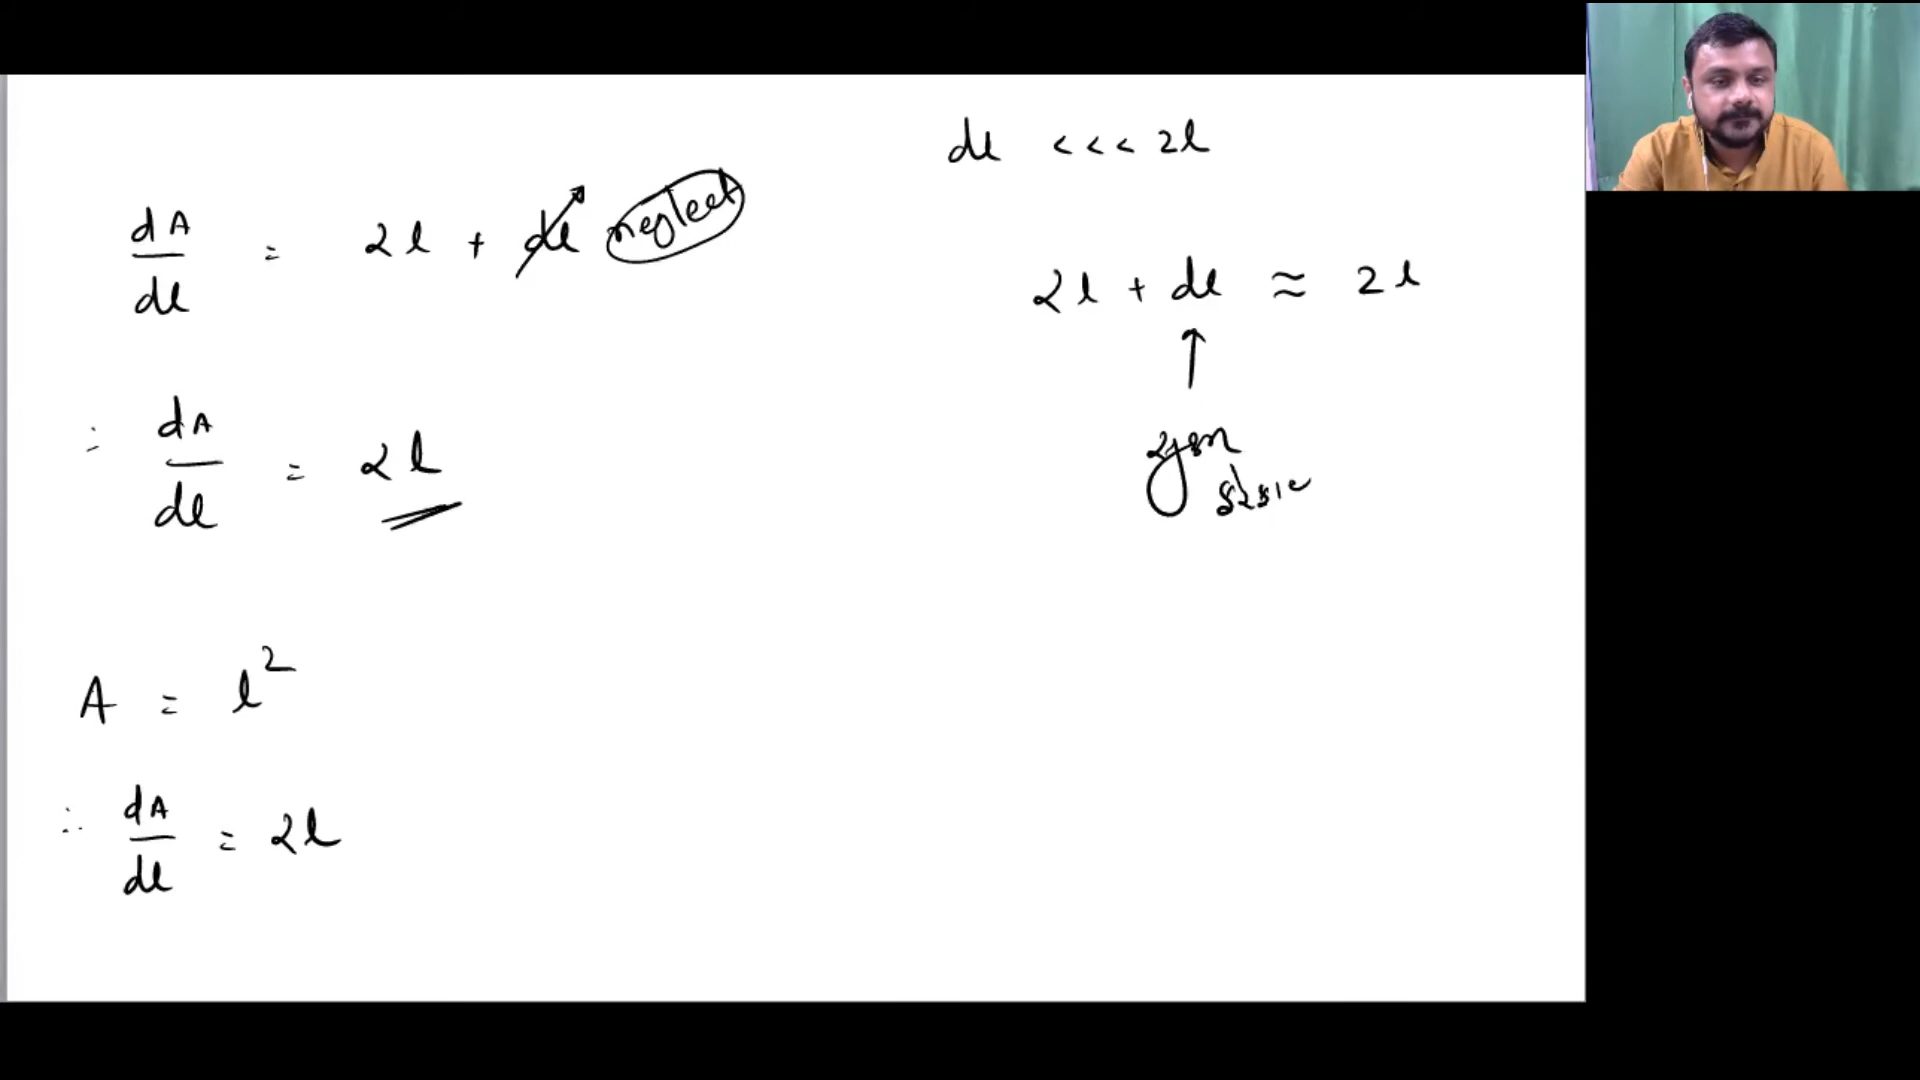 dA/dl = 2l + dl neglect
∴ dA/dl = 2l
A = l²
∴ dA/dl = 2l
dl <<< 2l
2l + dl ≈ 2l
↑